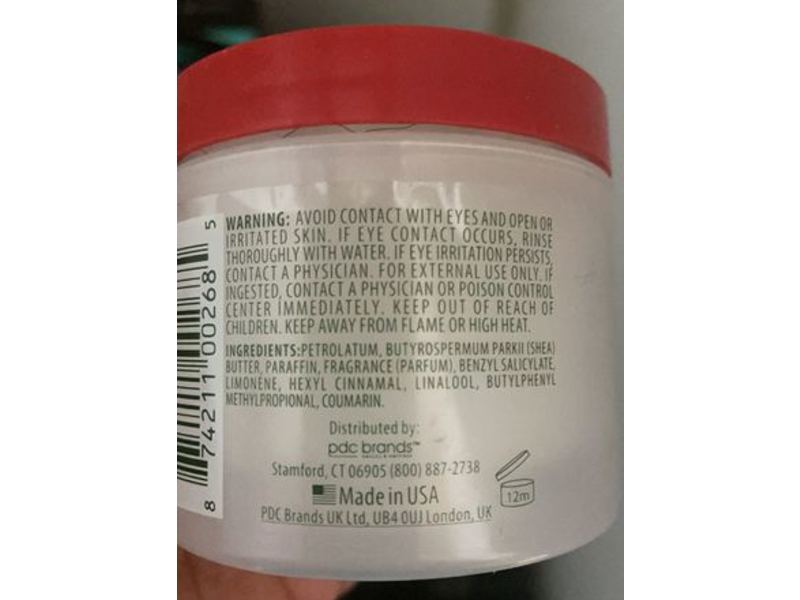 WARNING: AVOID CONTACT WITH EYES AND OPEN OR
IRRITATED SKIN. IF EYE CONTACT OCCURS, RINSE
THOROUGHLY WITH WATER. IF EYE IRRITATION PERSISTS,
CONTACT A PHYSICIAN. FOR EXTERNAL USE ONLY. IF
INGESTED, CONTACT A PHYSICIAN OR POISON CONTROL
CENTER IMMEDIATELY. KEEP OUT OF REACH OF
CHILDREN. KEEP AWAY FROM FLAME OR HIGH HEAT.
INGREDIENTS:PETROLATUM, BUTYROSPERMUM PARKII (SHEA)
BUTTER, PARAFFIN, FRAGRANCE (PARFUM), BENZYL SALICYLATE,
LIMONENE, HEXYL CINNAMAL, LINALOOL, BUTYLPHENYL
METHYLPROPIONAL, COUMARIN.
Distributed by:
pdc brands™
Stamford, CT 06905 (800) 887-2738
Made in USA
PDC Brands UK Ltd, UB4 0UJ London, UK
12m
8 74211 00268 5